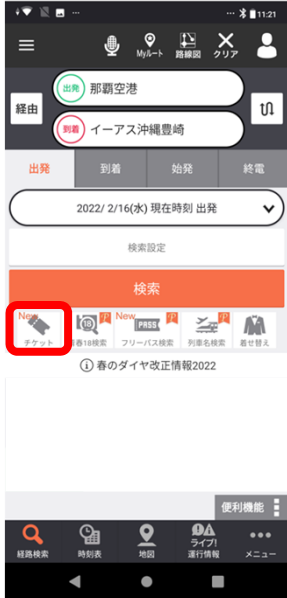 11:21
Myルート
路線図
クリア
経由
出発 那覇空港
到着 イーアス沖縄豊崎
出発 到着 始発 終電
2022/ 2/16(水) 現在時刻 出発
検索設定
検索
New New
PASS
チケット 青春18検索 フリーパス検索 列車名検索 着せ替え
春のダイヤ改正情報2022
便利機能
経路検索 時刻表 地図 ライブ!運行情報 メニュー